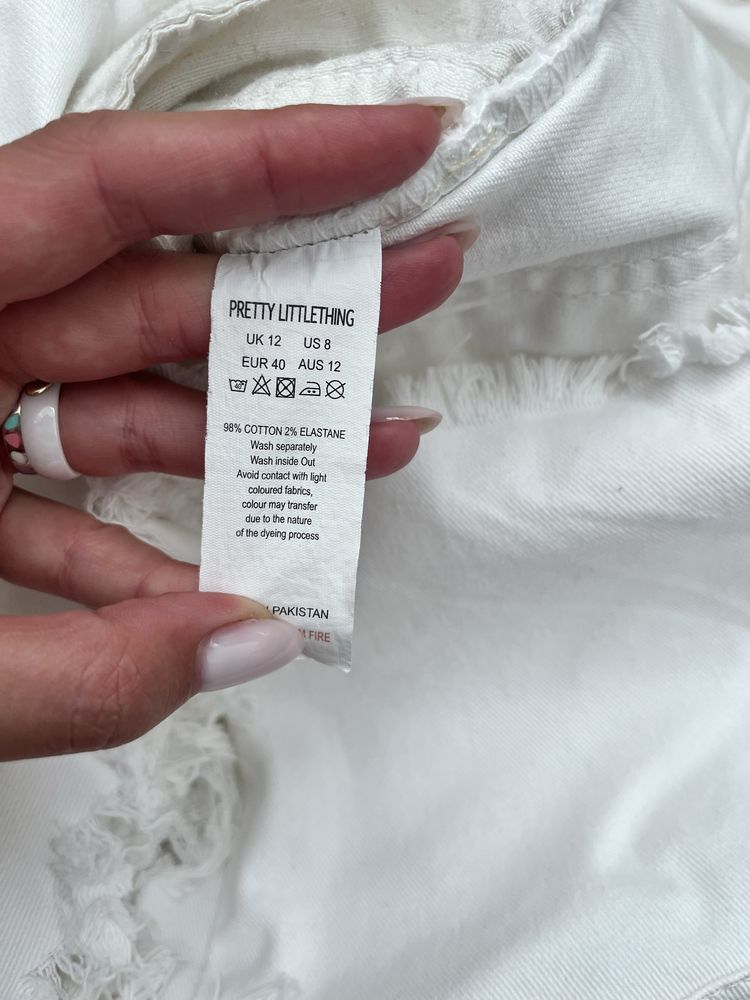 PRETTY LITTLETHING
UK 12 US 8
EUR 40 AUS 12
40
98% COTTON 2% ELASTANE
Wash separately
Wash inside Out
Avoid contact with light
coloured fabrics,
colour may transfer
due to the nature
of the dyeing process
PAKISTAN
FIRE